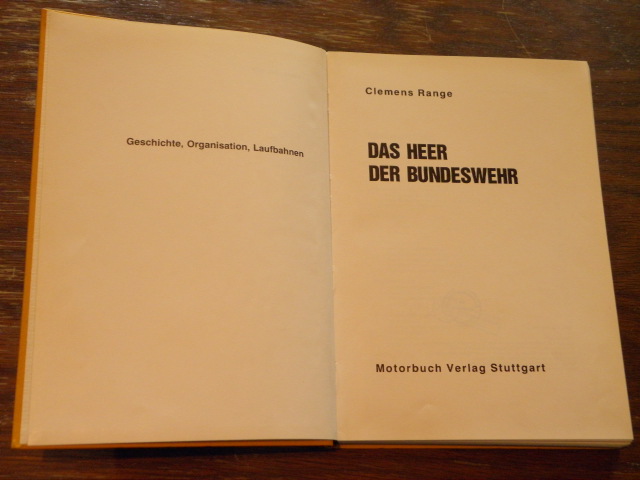 Geschichte, Organisation, Laufbahnen
Clemens Range
DAS HEER
DER BUNDESWEHR
Motorbuch Verlag Stuttgart